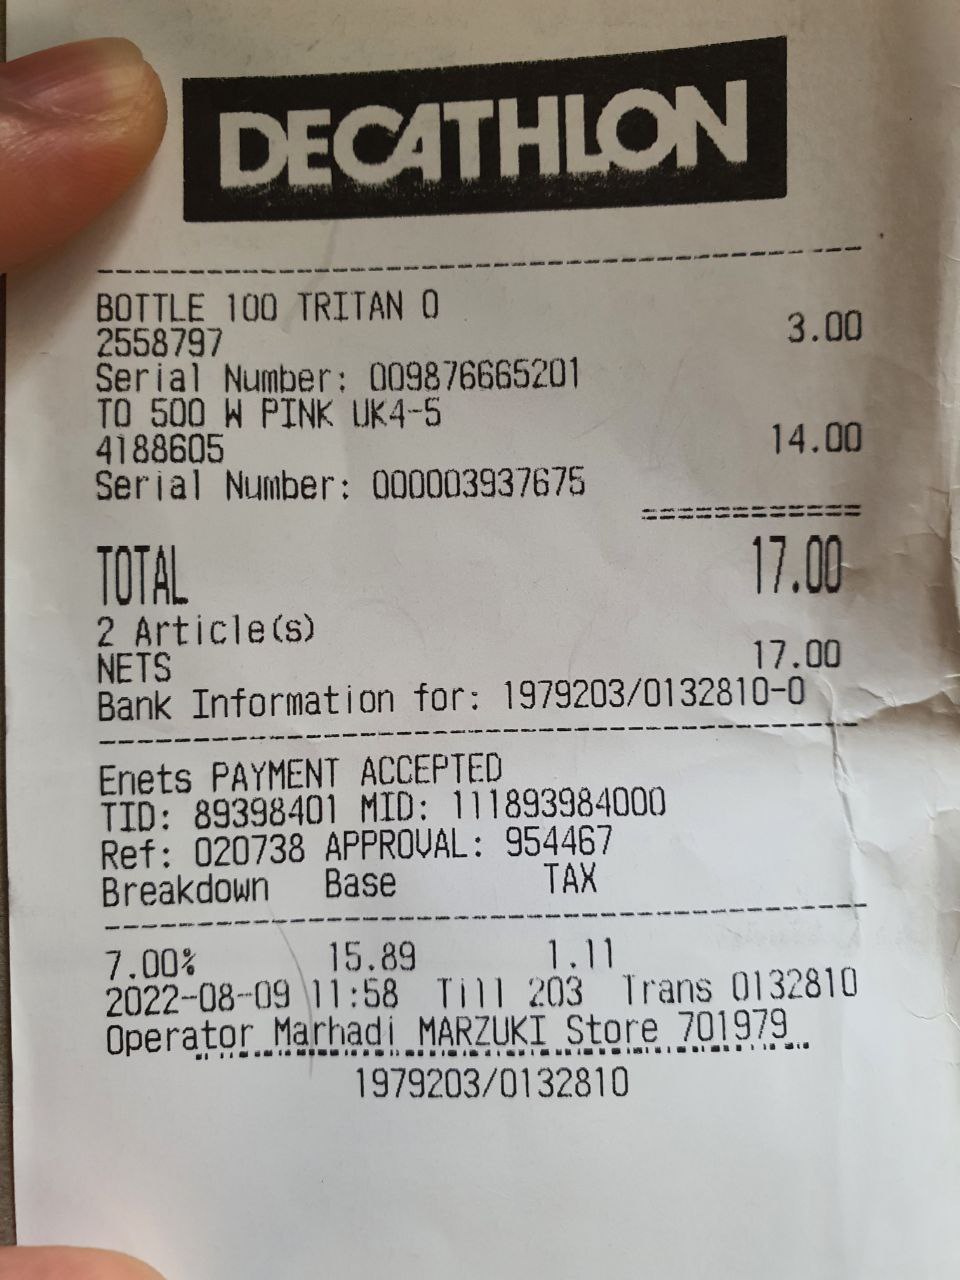 DECATHLON
BOTTLE 100 TRITAN O
3.00
2558797
Serial Number: 009876665201
TO 500 W PINK UK4-5
14.00
4188605
Serial Number: 000003937675
===========
TOTAL 17.00
2 Article(s)
NETS 17.00
Bank Information for: 1979203/0132810-0
Enets PAYMENT ACCEPTED
TID: 89398401 MID: 111893984000
Ref: 020738 APPROVAL: 954467
Breakdown Base TAX
7.00% 15.89 1.11
2022-08-09 11:58 Till 203 Trans 0132810
Operator Marhadi MARZUKI Store 701979
1979203/0132810